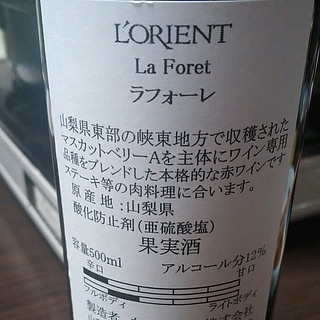 L'ORIENT
La Foret
ラフォーレ
山梨県東部の峡東地方で収穫された
マスカットベリーAを主体にワイン専用
品種をブレンドした本格的な赤ワインです
ステーキ等の肉料理に合います。
原産地:山梨県
酸化防止剤(亜硫酸塩)
果実酒
容量500ml アルコール分12%
辛口 甘口
フルボディ ライトボディ
製造者